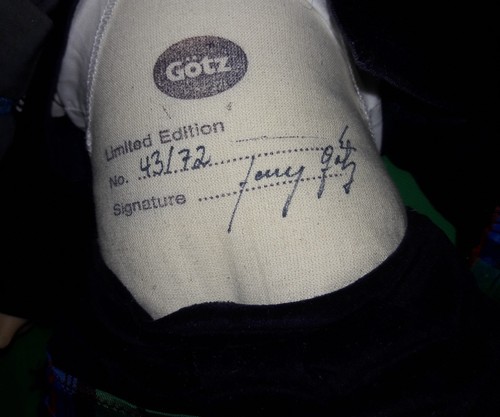 Götz
Limited Edition
No. 43/72
Signature